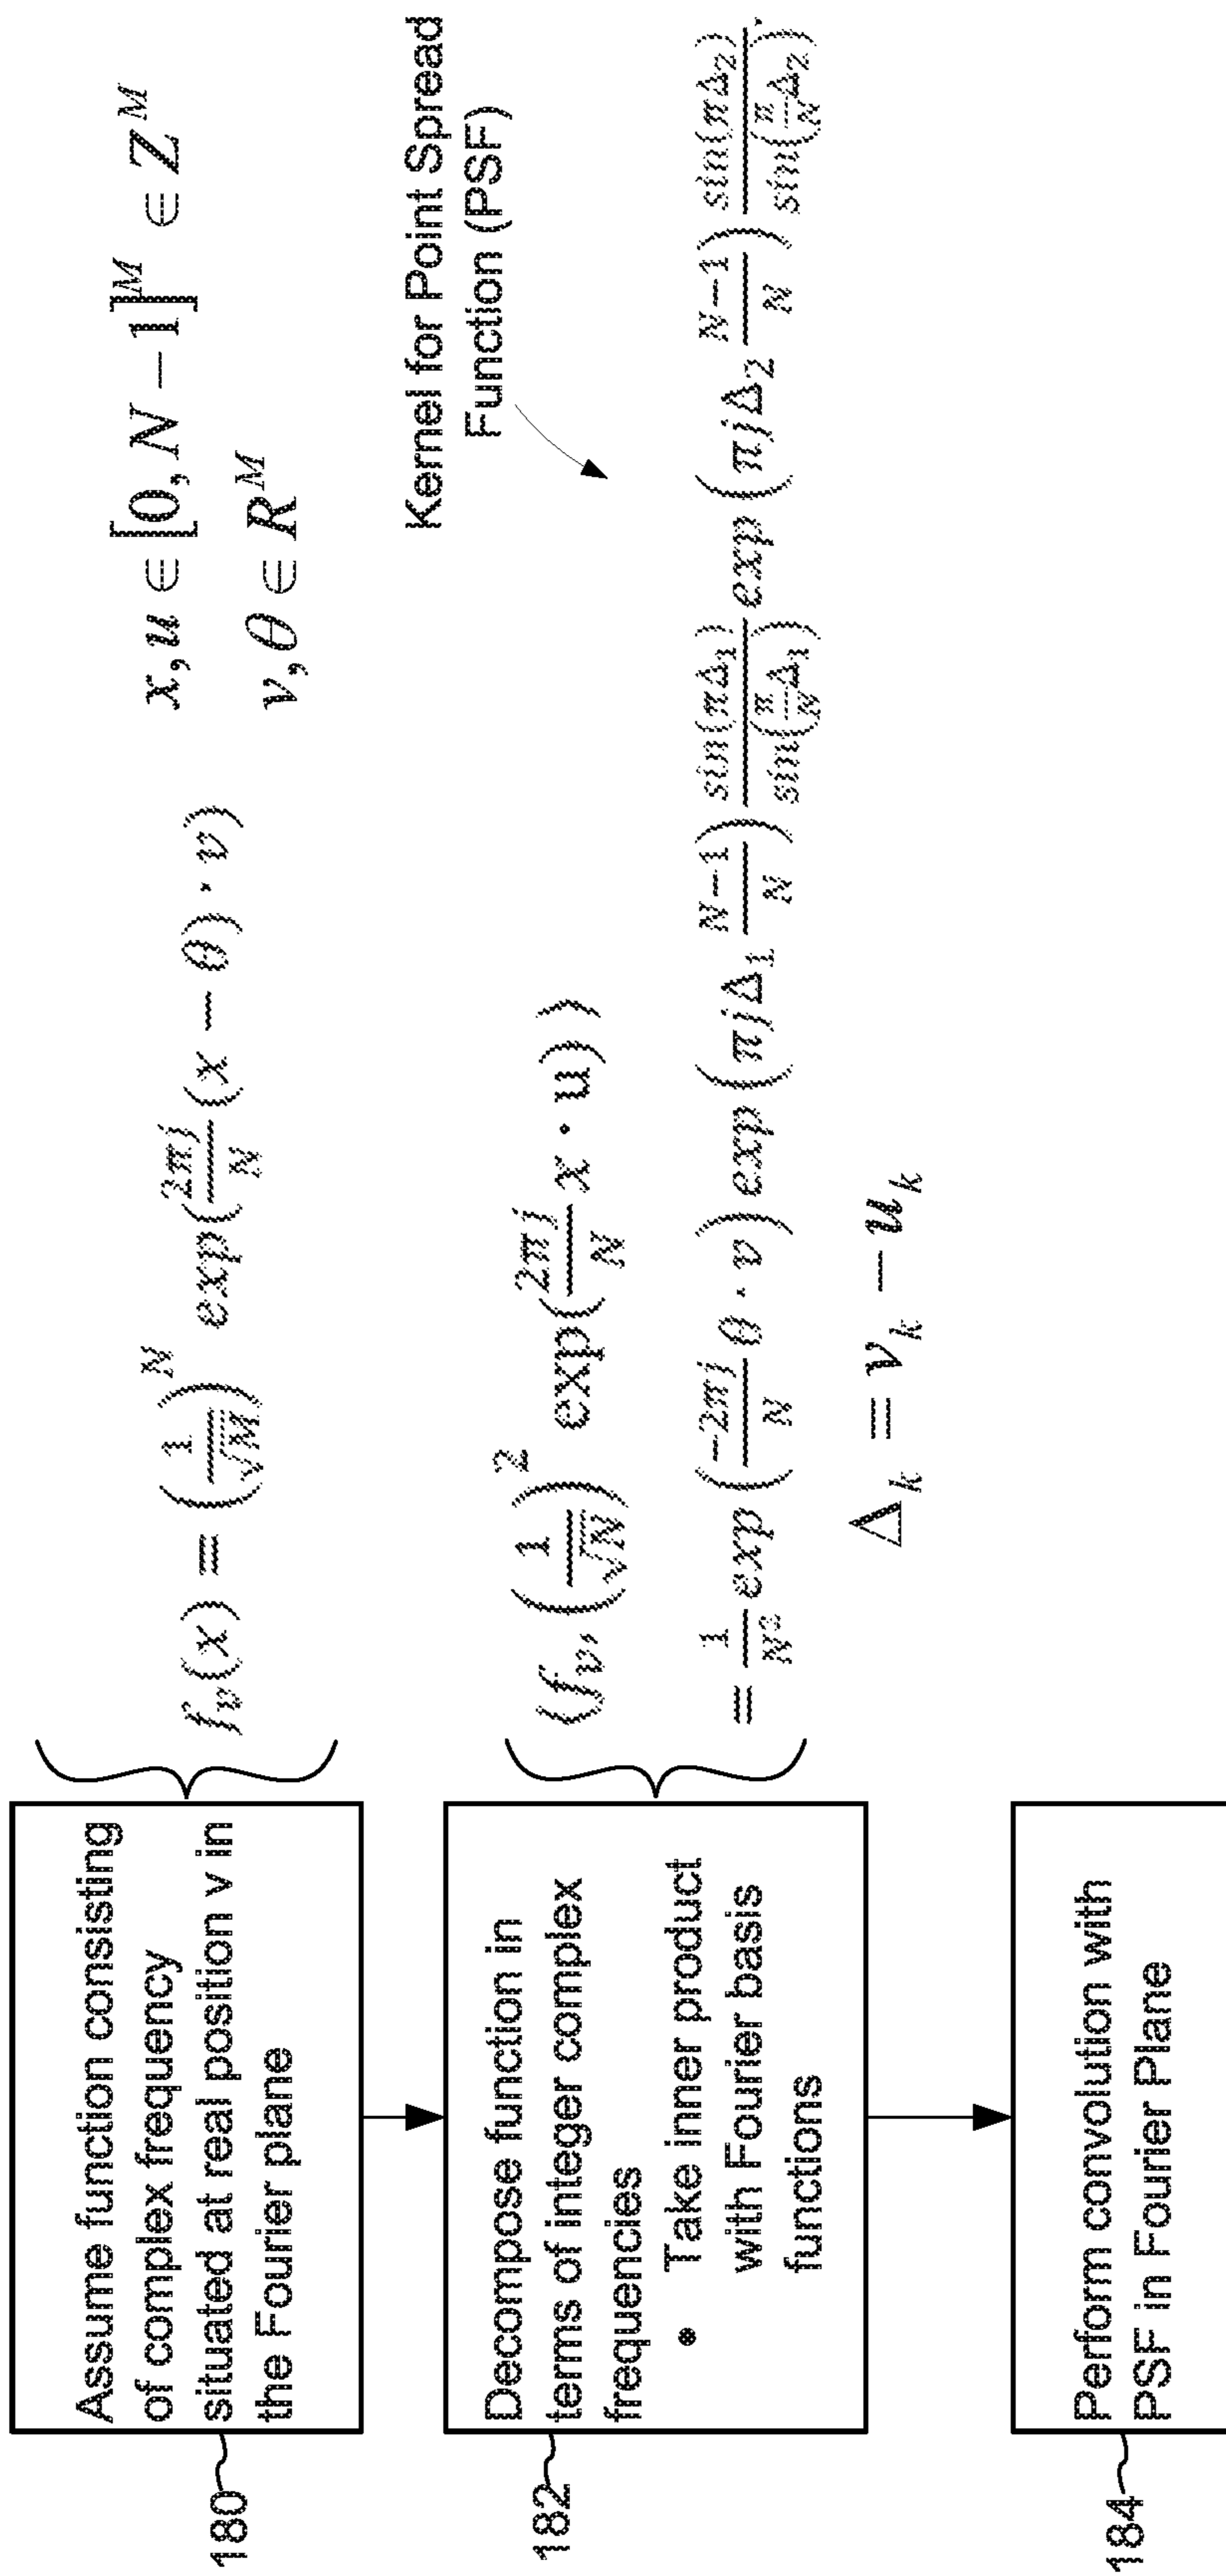 Assume function consisting
of complex frequency
situated at real position v in
the Fourier plane
180
f_v(x) = (1/√M)^N exp(2πj/N (x − θ) · v)
x,u ∈ [0, N − 1]^M ∈ Z^M
v,θ ∈ R^M
Decompose function in
terms of integer complex
frequencies
• Take inner product
with Fourier basis
functions
182
⟨f_v, (1/√N)^2 exp(2πj/N x · u)⟩
Kernel for Point Spread
Function (PSF)
= 1/N^2 exp(−2πj/N θ · v) exp(πjΔ_1 (N−1)/N) sin(πΔ_1)/sin(π/N Δ_1) exp(πjΔ_2 (N−1)/N) sin(πΔ_2)/sin(π/N Δ_2).
Δ_k = v_k − u_k
Perform convolution with
PSF in Fourier Plane
184